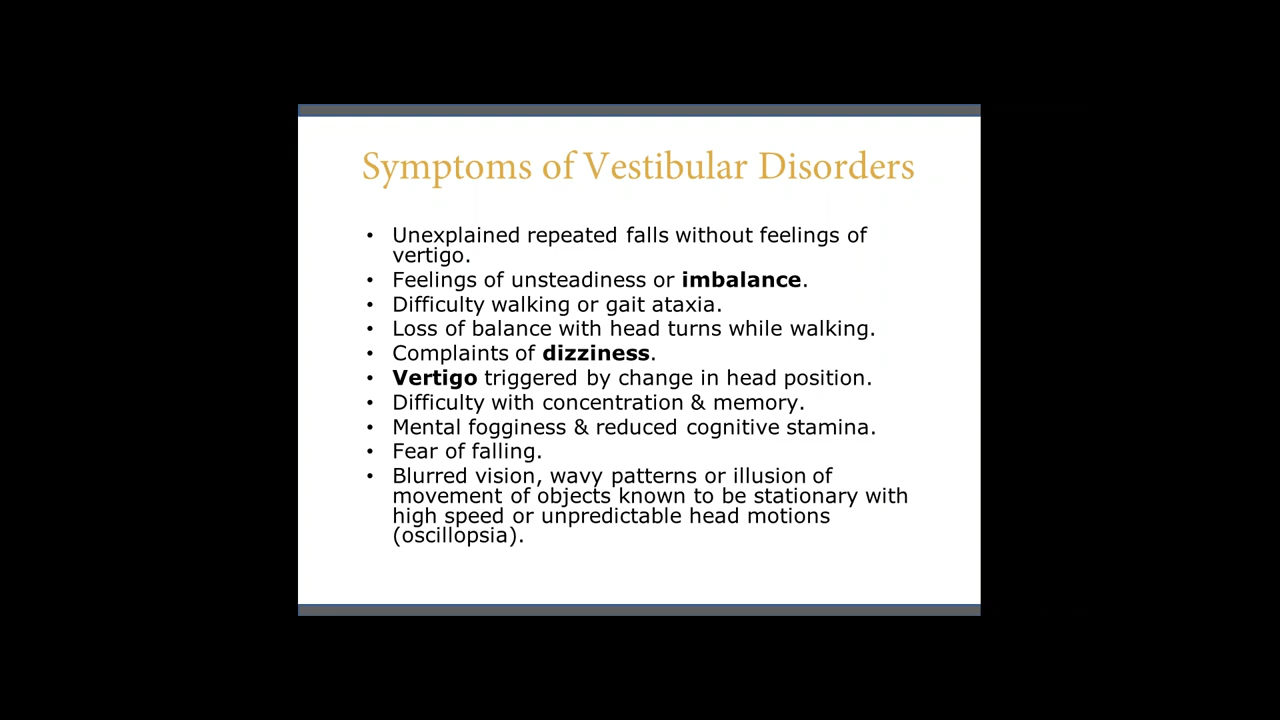 Symptoms of Vestibular Disorders
• Unexplained repeated falls without feelings of
vertigo.
• Feelings of unsteadiness or imbalance.
• Difficulty walking or gait ataxia.
• Loss of balance with head turns while walking.
• Complaints of dizziness.
• Vertigo triggered by change in head position.
• Difficulty with concentration & memory.
• Mental fogginess & reduced cognitive stamina.
• Fear of falling.
• Blurred vision, wavy patterns or illusion of
movement of objects known to be stationary with
high speed or unpredictable head motions
(oscillopsia).